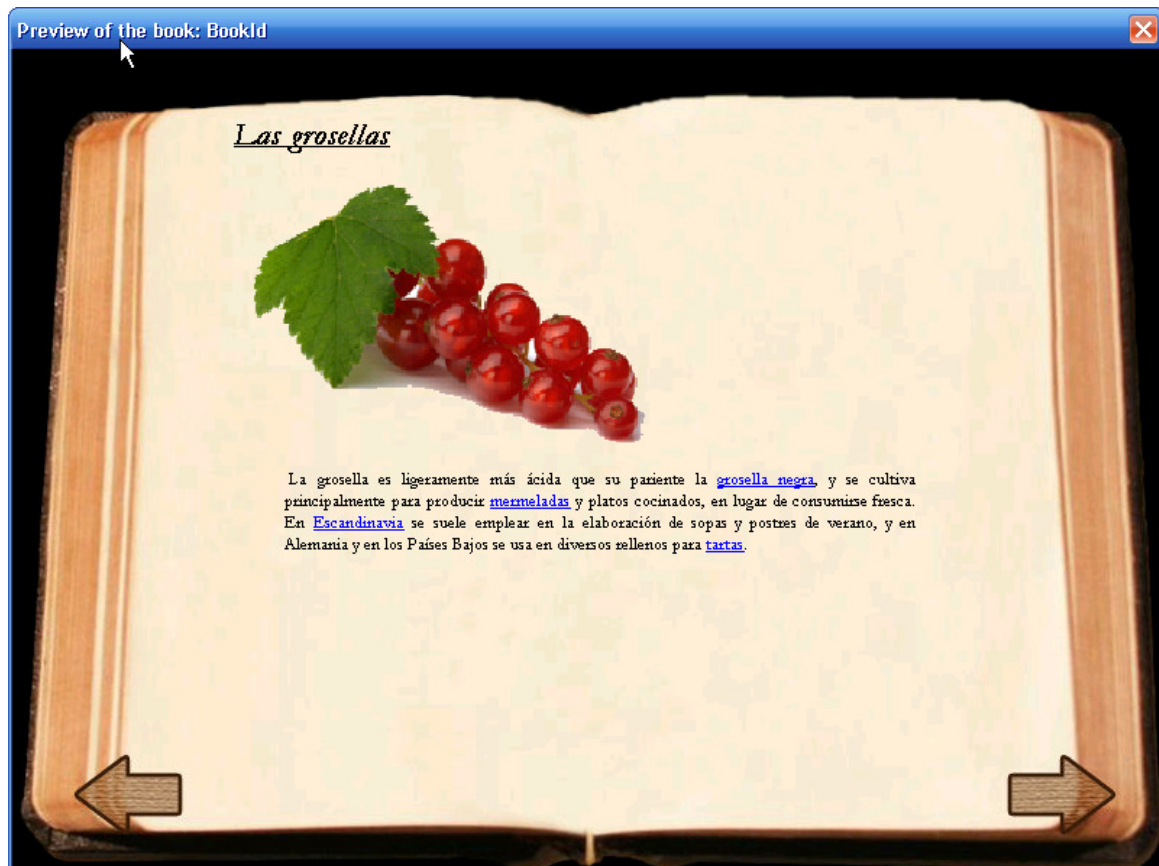 Preview of the book: BookId
Las grosellas
La grosella es ligeramente más ácida que su pariente la grosella negra, y se cultiva
principalmente para producir mermeladas y platos cocinados, en lugar de consumirse fresca.
En Escandinavia se suele emplear en la elaboración de sopas y postres de verano, y en
Alemania y en los Países Bajos se usa en diversos rellenos para tartas.